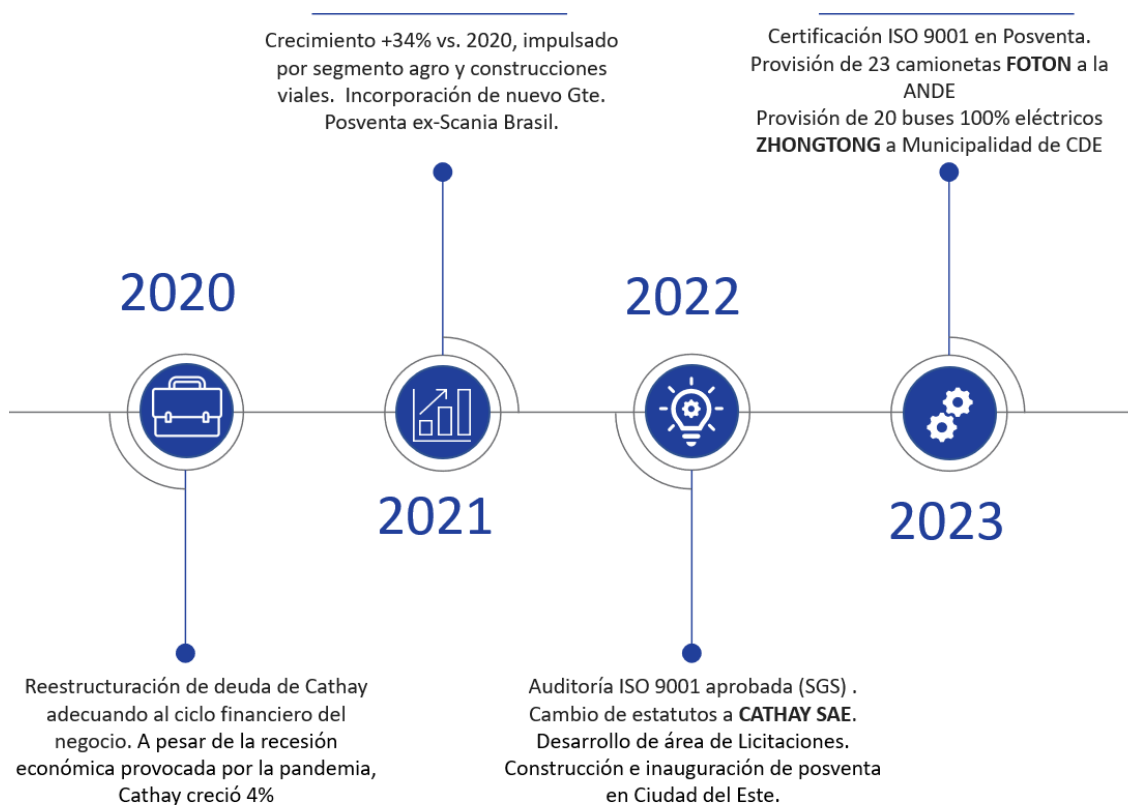 Crecimiento +34% vs. 2020, impulsado
por segmento agro y construcciones
viales. Incorporación de nuevo Gte.
Posventa ex-Scania Brasil.
Certificación ISO 9001 en Posventa.
Provisión de 23 camionetas FOTON a la
ANDE
Provisión de 20 buses 100% eléctricos
ZHONGTONG a Municipalidad de CDE
2020
2022
2021
2023
Reestructuración de deuda de Cathay
adecuando al ciclo financiero del
negocio. A pesar de la recesión
económica provocada por la pandemia,
Cathay creció 4%
Auditoría ISO 9001 aprobada (SGS) .
Cambio de estatutos a CATHAY SAE.
Desarrollo de área de Licitaciones.
Construcción e inauguración de posventa
en Ciudad del Este.